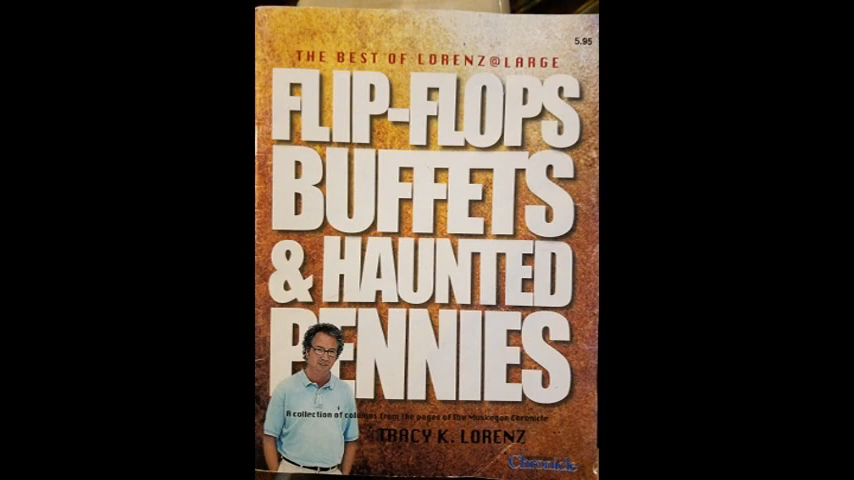 5.95
THE BEST OF LORENZ@LARGE
FLIP-FLOPS
BUFFETS
& HAUNTED
PENNIES
A collection of columns from the pages of The Muskegon Chronicle
TRACY K. LORENZ
Chronicle